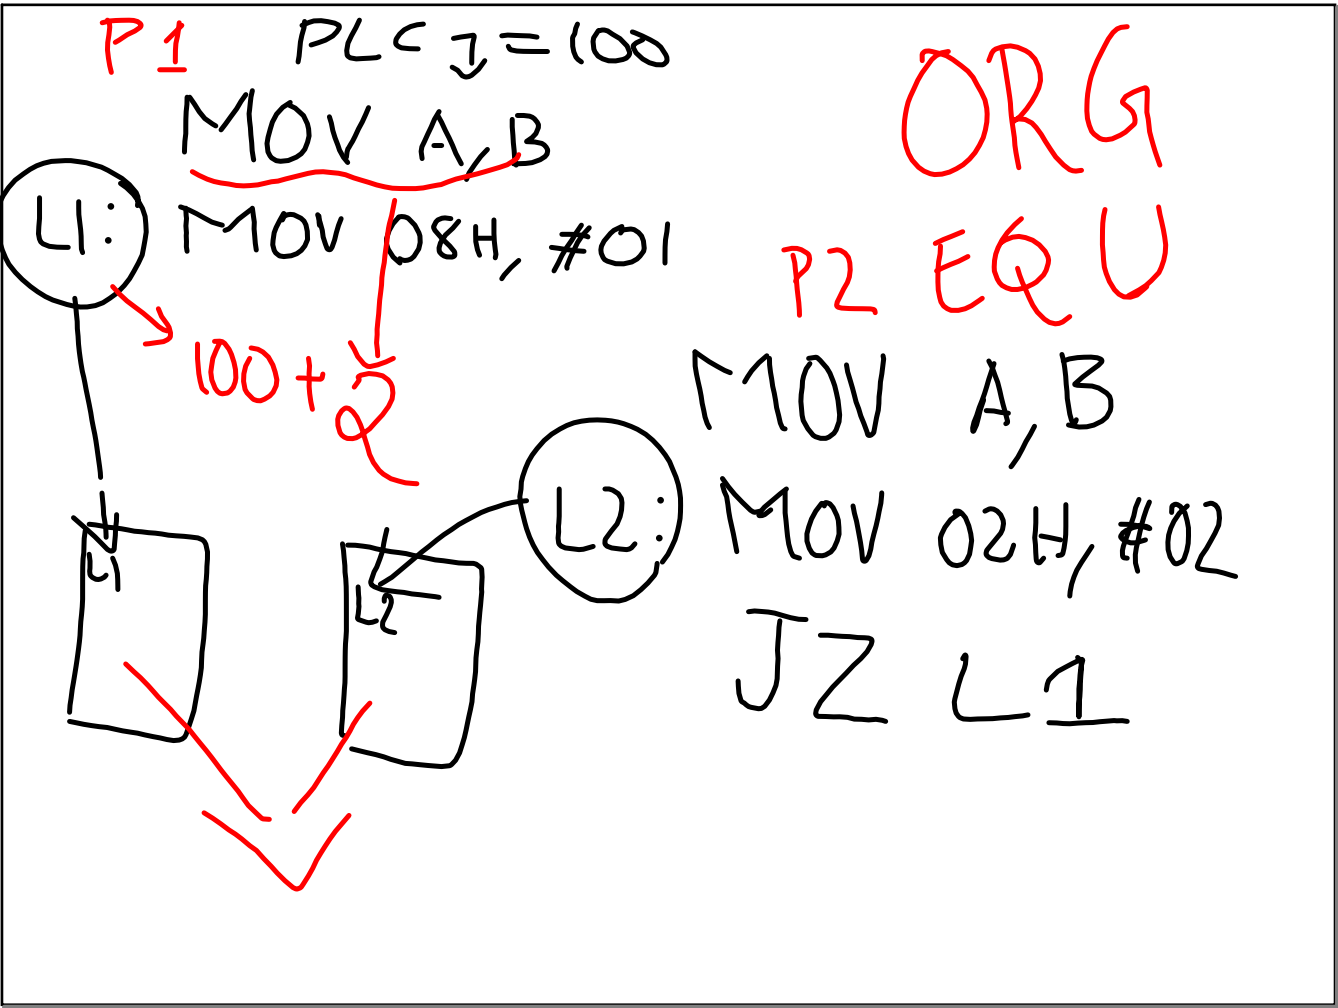 P1
PLC = 100
MOV A,B
L1: MOV 08H, #01
100 + 2
ORG
EQU
P2
MOV A,B
L2: MOV 02H, #02
JZ L1
L1
L2